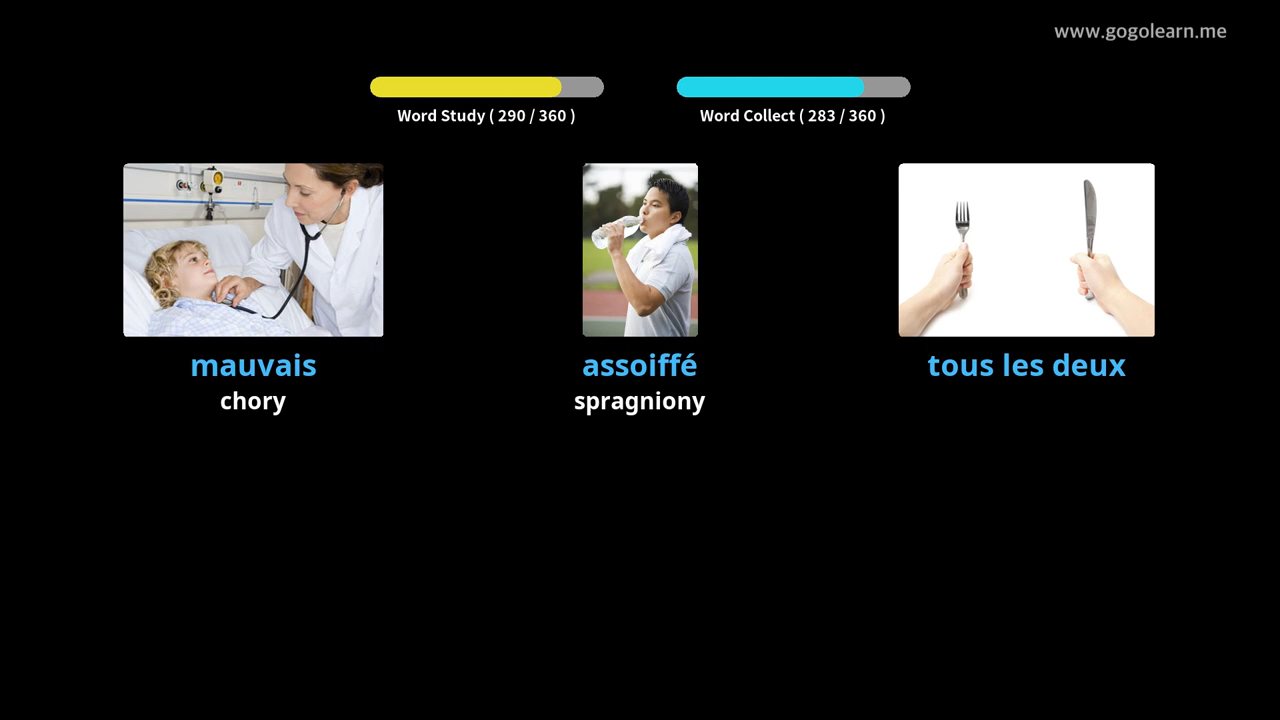 www.gogolearn.me
Word Study ( 290 / 360 )
Word Collect ( 283 / 360 )
mauvais
chory
assoiffé
spragniony
tous les deux